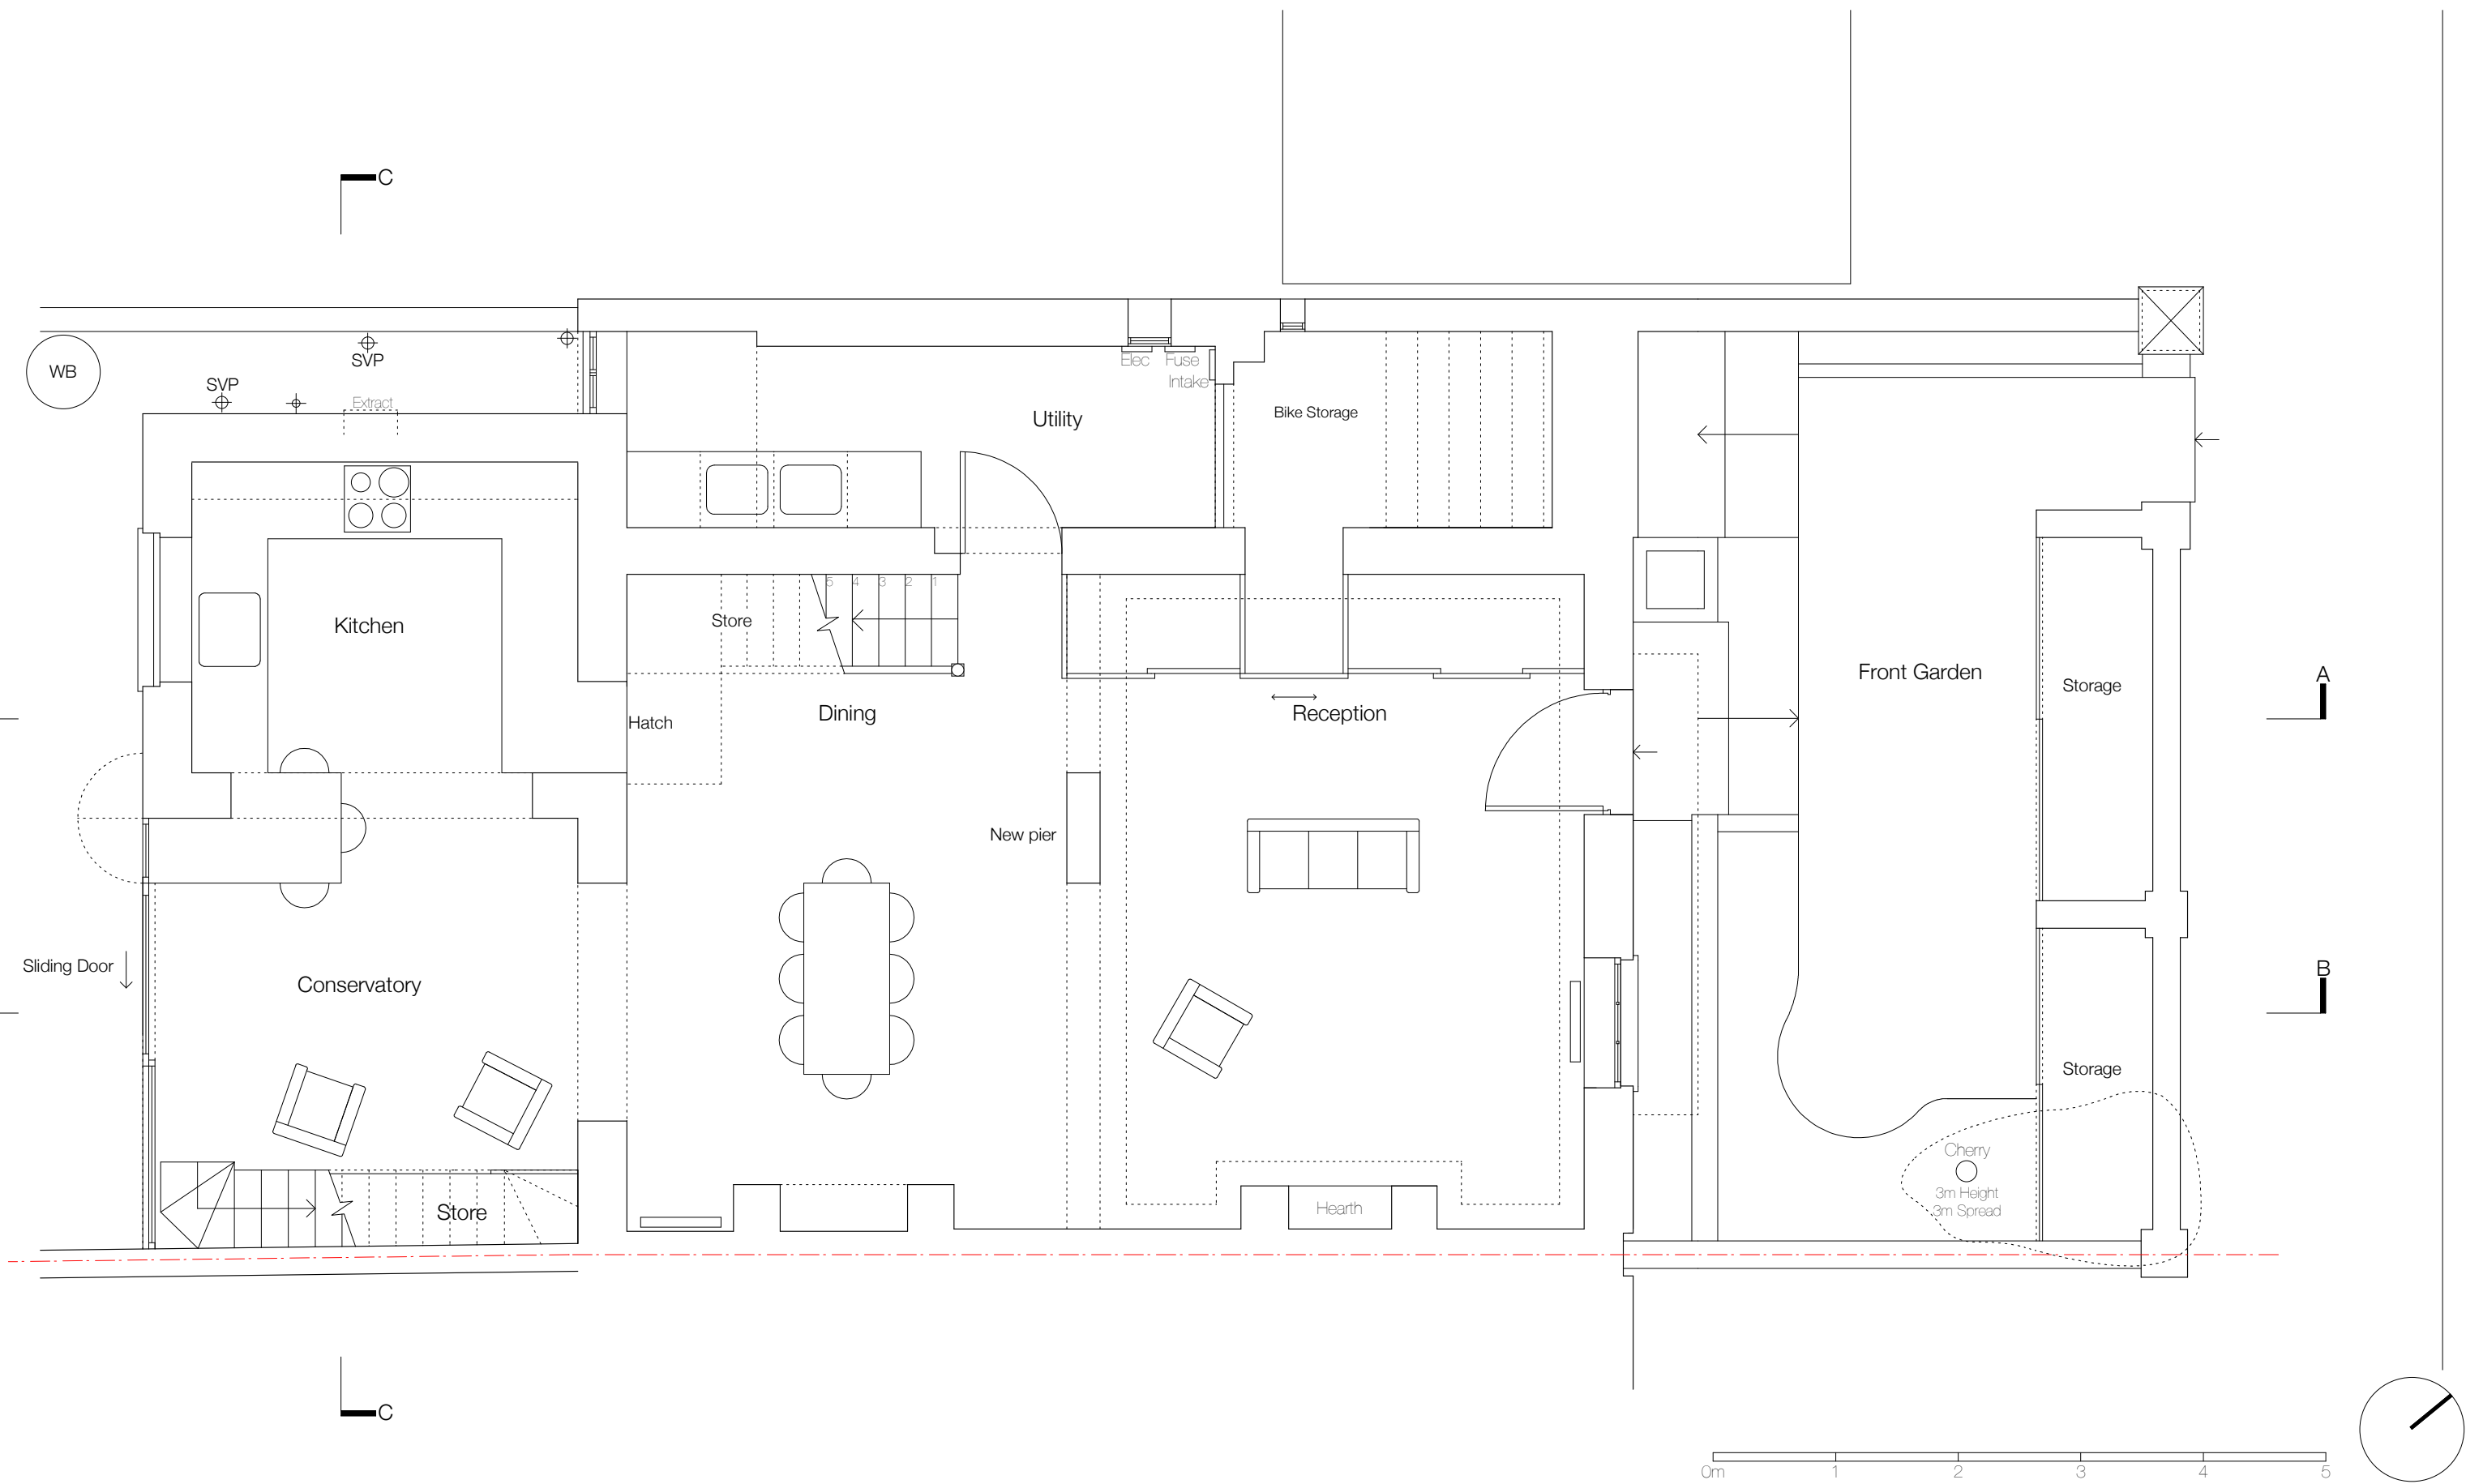 C
WB
SVP
SVP
Extract
Elec
Fuse
Intake
Utility
Bike Storage
Kitchen
Store
5
4
3
2
1
Hatch
Dining
Reception
Front Garden
Storage
A
New pier
Sliding Door
Conservatory
B
Storage
Cherry
3m Height
3m Spread
Store
Hearth
C
0m
1
2
3
4
5